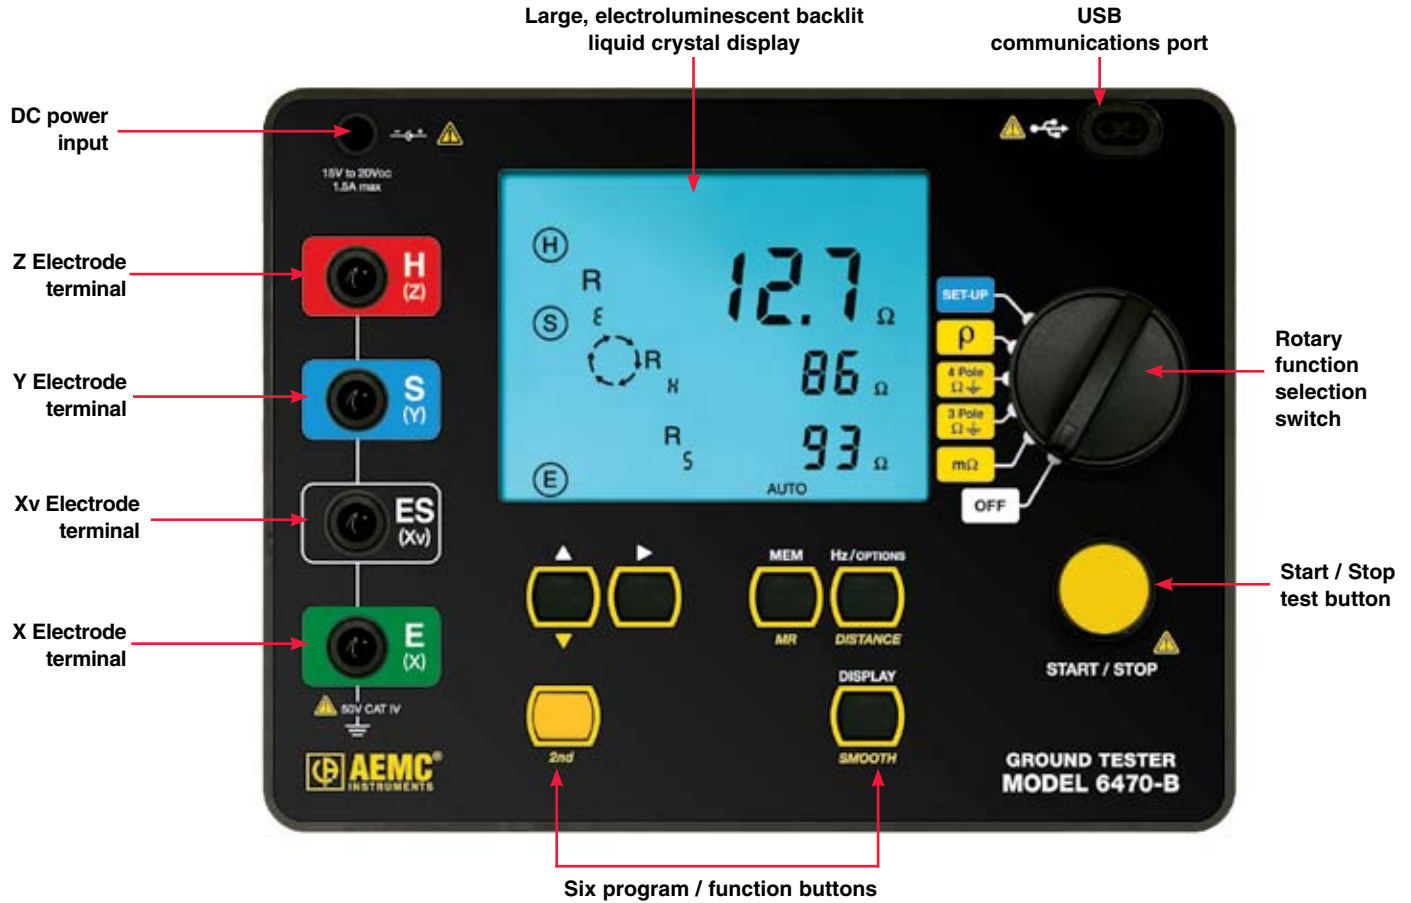 Large, electroluminescent backlit
liquid crystal display
USB
communications port
DC power
input
15V to 20VDC
1.5A max
Z Electrode
terminal
H
(Z)
Y Electrode
terminal
S
(Y)
Xv Electrode
terminal
ES
(Xv)
X Electrode
terminal
E
(X)
50V CAT IV
AEMC®
INSTRUMENTS
H
R
E
12.7 Ω
S
R
H
86 Ω
R
S
93 Ω
E
AUTO
SET-UP
ρ
4 Pole
Ω
3 Pole
Ω
mΩ
OFF
Rotary
function
selection
switch
▲
▶
MEM
Hz/OPTIONS
▼
MR
DISTANCE
DISPLAY
2nd
SMOOTH
Start / Stop
test button
START / STOP
GROUND TESTER
MODEL 6470-B
Six program / function buttons